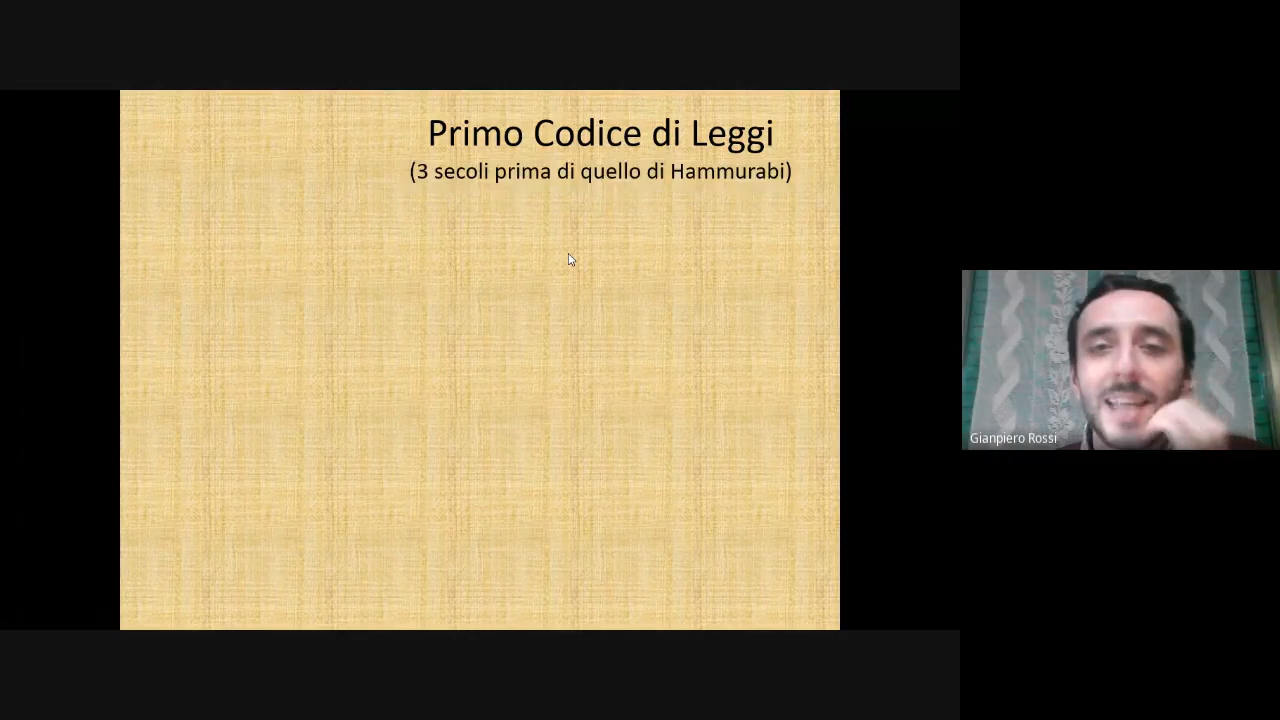 Primo Codice di Leggi
(3 secoli prima di quello di Hammurabi)
Gianpiero Rossi